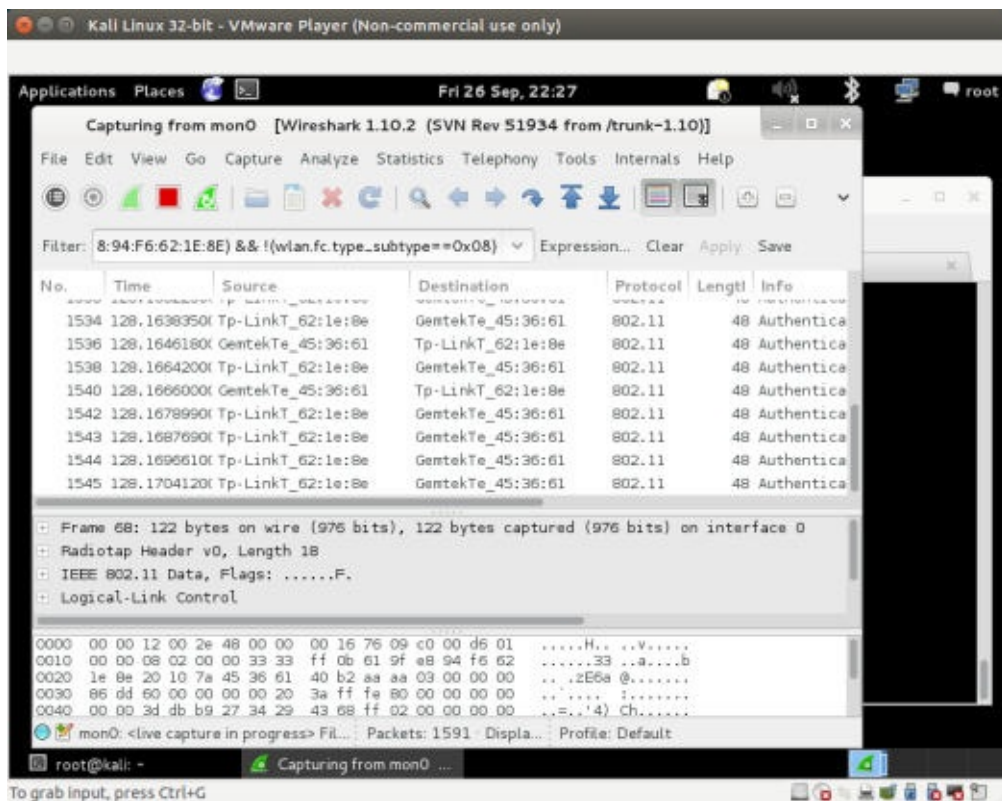 Kali Linux 32-bit - VMware Player (Non-commercial use only)
Applications Places Fri 26 Sep, 22:27 root
Capturing from mon0 [Wireshark 1.10.2 (SVN Rev 51934 from /trunk-1.10)]
File Edit View Go Capture Analyze Statistics Telephony Tools Internals Help
Filter: 8:94:F6:62:1E:8E) && !(wlan.fc.type_subtype==0x08) Expression... Clear Apply Save
No. Time Source Destination Protocol Lengtl Info
1534 128.1638350( Tp-LinkT_62:1e:8e GemtekTe_45:36:61 802.11 48 Authentica
1536 128.1646180( GemtekTe_45:36:61 Tp-LinkT_62:1e:8e 802.11 48 Authentica
1538 128.1664200( Tp-LinkT_62:1e:8e GemtekTe_45:36:61 802.11 48 Authentica
1540 128.1666000( GemtekTe_45:36:61 Tp-LinkT_62:1e:8e 802.11 48 Authentica
1542 128.1678990( Tp-LinkT_62:1e:8e GemtekTe_45:36:61 802.11 48 Authentica
1543 128.1687690( Tp-LinkT_62:1e:8e GemtekTe_45:36:61 802.11 48 Authentica
1544 128.1696610( Tp-LinkT_62:1e:8e GemtekTe_45:36:61 802.11 48 Authentica
1545 128.1704120( Tp-LinkT_62:1e:8e GemtekTe_45:36:61 802.11 48 Authentica
Frame 68: 122 bytes on wire (976 bits), 122 bytes captured (976 bits) on interface 0
Radiotap Header v0, Length 18
IEEE 802.11 Data, Flags: ......F.
Logical-Link Control
0000 00 00 12 00 2e 48 00 00 00 16 76 09 c0 00 d6 01 .....H.. ..v.....
0010 00 00 08 02 00 00 33 33 ff 0b 61 9f e8 94 f6 62 ......33 ..a....b
0020 1e 8e 20 10 7a 45 36 61 40 b2 aa aa 03 00 00 00 .. .zE6a @.......
0030 86 dd 60 00 00 00 00 20 3a ff fe 80 00 00 00 00 ..`.... :.......
0040 00 00 3d db b9 27 34 29 43 68 ff 02 00 00 00 00 ..=..'4) Ch......
mon0: <live capture in progress> Fil... Packets: 1591 Displa... Profile: Default
root@kali: ~ Capturing from mon0 ...
To grab input, press Ctrl+G